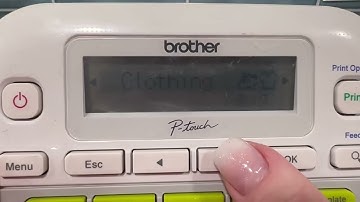 brother
Clothing
P-touch
Print Op
Prin
Menu
Esc
OK
Feed